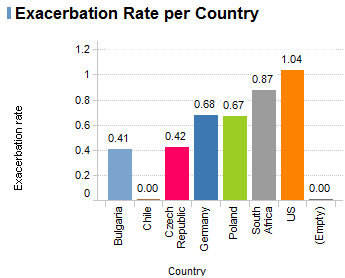 Exacerbation Rate per Country
Exacerbation rate
1.2
1
0.8
0.6
0.4
0.2
0
0.41
0.00
0.42
0.68
0.67
0.87
1.04
0.00
Bulgaria
Chile
Czech
Republic
Germany
Poland
South
Africa
US
(Empty)
Country